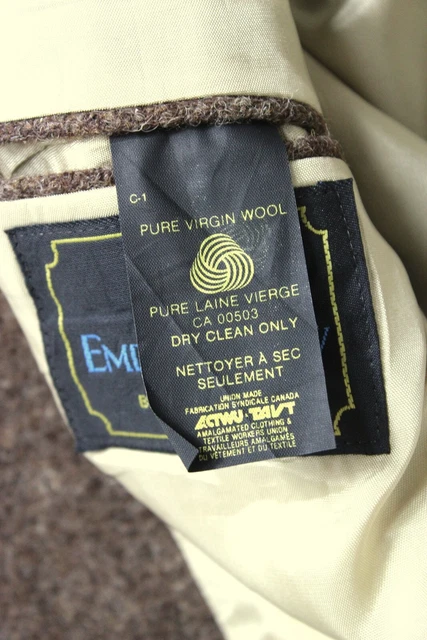 C-1
PURE VIRGIN WOOL
PURE LAINE VIERGE
CA 00503
DRY CLEAN ONLY
NETTOYER À SEC
SEULEMENT
UNION MADE
FABRICATION SYNDICALE CANADA
ACTWU·TAVT
AMALGAMATED CLOTHING &
TEXTILE WORKERS UNION
TRAVAILLEURS AMALGAMÉS
DU VÊTEMENT ET DU TEXTILE